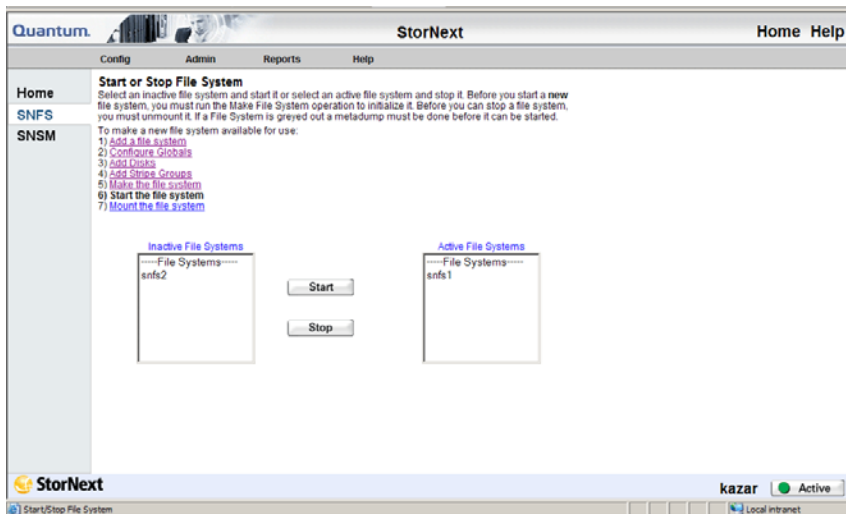 Quantum.
StorNext
Home Help
Config Admin Reports Help
Home
SNFS
SNSM
Start or Stop File System
Select an inactive file system and start it or select an active file system and stop it. Before you start a new
file system, you must run the Make File System operation to initialize it. Before you can stop a file system,
you must unmount it. If a File System is greyed out a metadump must be done before it can be started.
To make a new file system available for use:
1) Add a file system
2) Configure Globals
3) Add Disks
4) Add Stripe Groups
5) Make the file system
6) Start the file system
7) Mount the file system
Inactive File Systems
-----File Systems-----
snfs2
Start
Stop
Active File Systems
-----File Systems-----
snfs1
StorNext
kazar
Active
Start/Stop File System
Local intranet